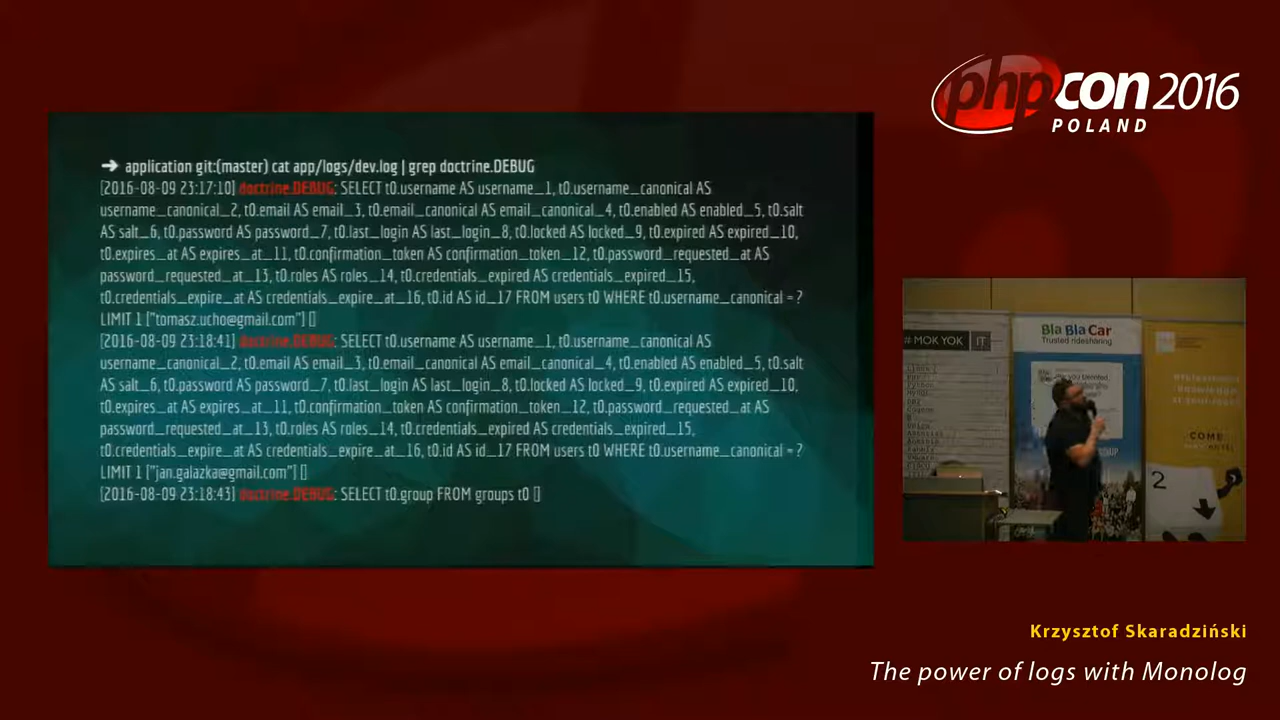 phpcon 2016
POLAND
➜ application git:(master) cat app/logs/dev.log | grep doctrine.DEBUG
[2016-08-09 23:17:10] doctrine.DEBUG: SELECT t0.username AS username_1, t0.username_canonical AS
username_canonical_2, t0.email AS email_3, t0.email_canonical AS email_canonical_4, t0.enabled AS enabled_5, t0.salt
AS salt_6, t0.password AS password_7, t0.last_login AS last_login_8, t0.locked AS locked_9, t0.expired AS expired_10,
t0.expires_at AS expires_at_11, t0.confirmation_token AS confirmation_token_12, t0.password_requested_at AS
password_requested_at_13, t0.roles AS roles_14, t0.credentials_expired AS credentials_expired_15,
t0.credentials_expire_at AS credentials_expire_at_16, t0.id AS id_17 FROM users t0 WHERE t0.username_canonical = ?
LIMIT 1 ["tomasz.ucho@gmail.com"] []
[2016-08-09 23:18:41] doctrine.DEBUG: SELECT t0.username AS username_1, t0.username_canonical AS
username_canonical_2, t0.email AS email_3, t0.email_canonical AS email_canonical_4, t0.enabled AS enabled_5, t0.salt
AS salt_6, t0.password AS password_7, t0.last_login AS last_login_8, t0.locked AS locked_9, t0.expired AS expired_10,
t0.expires_at AS expires_at_11, t0.confirmation_token AS confirmation_token_12, t0.password_requested_at AS
password_requested_at_13, t0.roles AS roles_14, t0.credentials_expired AS credentials_expired_15,
t0.credentials_expire_at AS credentials_expire_at_16, t0.id AS id_17 FROM users t0 WHERE t0.username_canonical = ?
LIMIT 1 ["jan.galazka@gmail.com"] []
[2016-08-09 23:18:43] doctrine.DEBUG: SELECT t0.group FROM groups t0 []
# MOK YOK IT
Bla Bla Car
Trusted ridesharing
COME
2
Krzysztof Skaradziński
The power of logs with Monolog